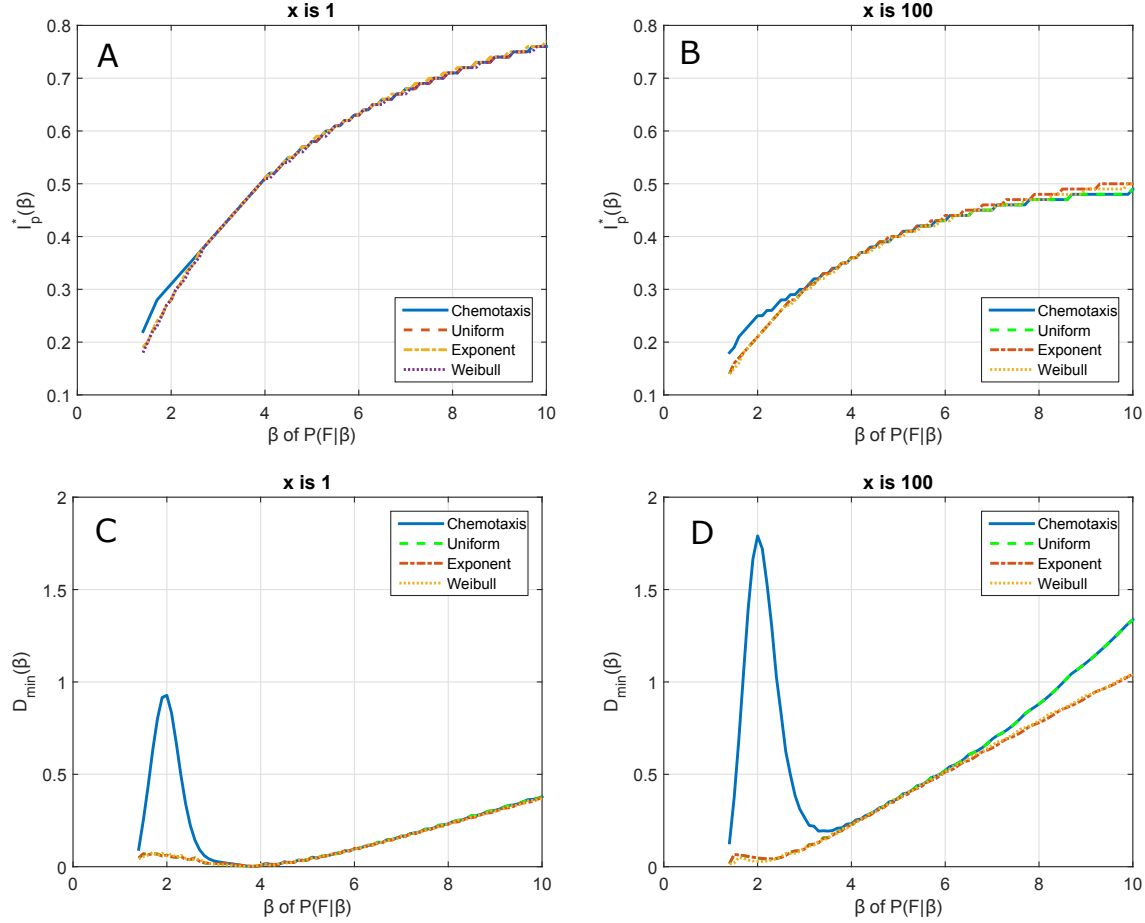 x is 1
A
0.8
0.7
0.6
0.5
0.4
0.3
0.2
0.1
I*p(β)
0 2 4 6 8 10
β of P(F|β)
Chemotaxis
Uniform
Exponent
Weibull
x is 100
B
0.8
0.7
0.6
0.5
0.4
0.3
0.2
0.1
I*p(β)
0 2 4 6 8 10
β of P(F|β)
Chemotaxis
Uniform
Exponent
Weibull
x is 1
C
2
1.5
1
0.5
0
Dmin(β)
0 2 4 6 8 10
β of P(F|β)
Chemotaxis
Uniform
Exponent
Weibull
x is 100
D
2
1.5
1
0.5
0
Dmin(β)
0 2 4 6 8 10
β of P(F|β)
Chemotaxis
Uniform
Exponent
Weibull